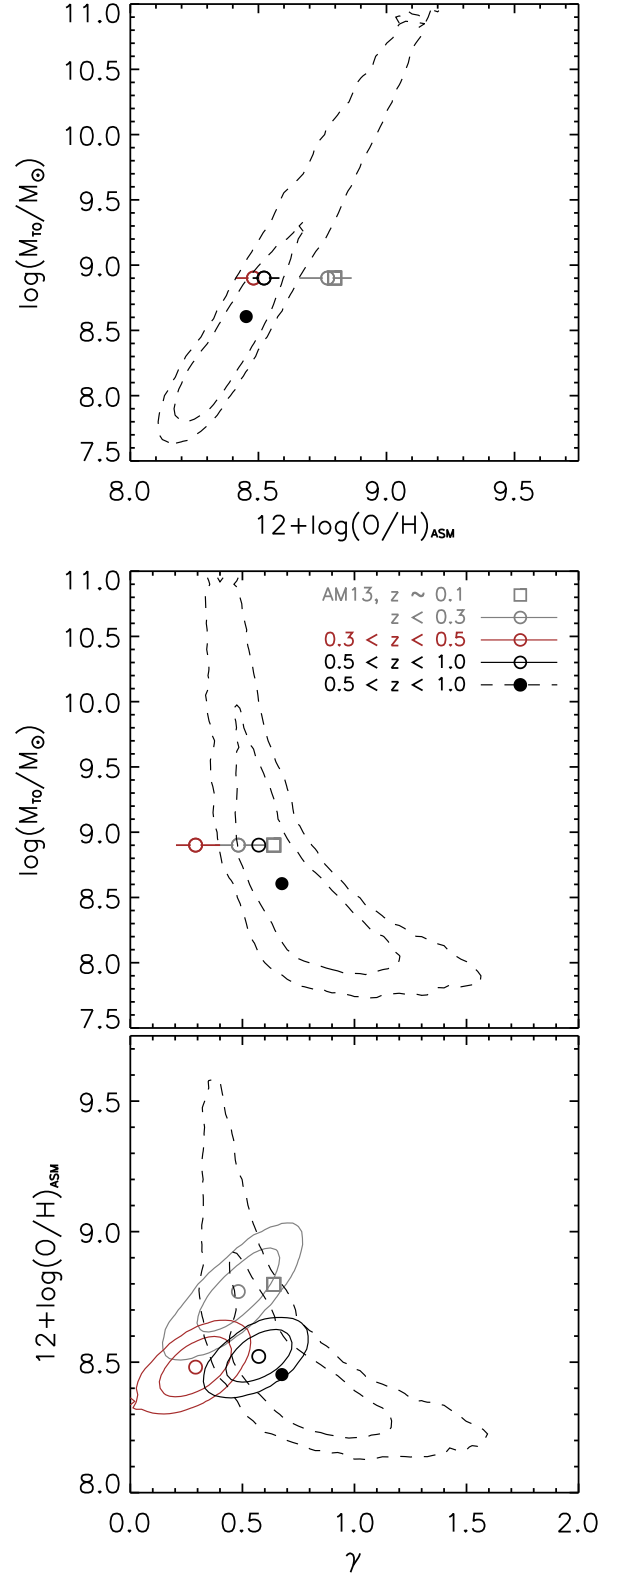 11.0
10.5
10.0
9.5
9.0
8.5
8.0
7.5
log(M_TO/M_⊙)
8.0 8.5 9.0 9.5
12+log(O/H)_ASM
11.0
10.5
10.0
9.5
9.0
8.5
8.0
7.5
log(M_TO/M_⊙)
AM13, z ~ 0.1
z < 0.3
0.3 < z < 0.5
0.5 < z < 1.0
0.5 < z < 1.0
9.5
9.0
8.5
8.0
12+log(O/H)_ASM
0.0 0.5 1.0 1.5 2.0
γ